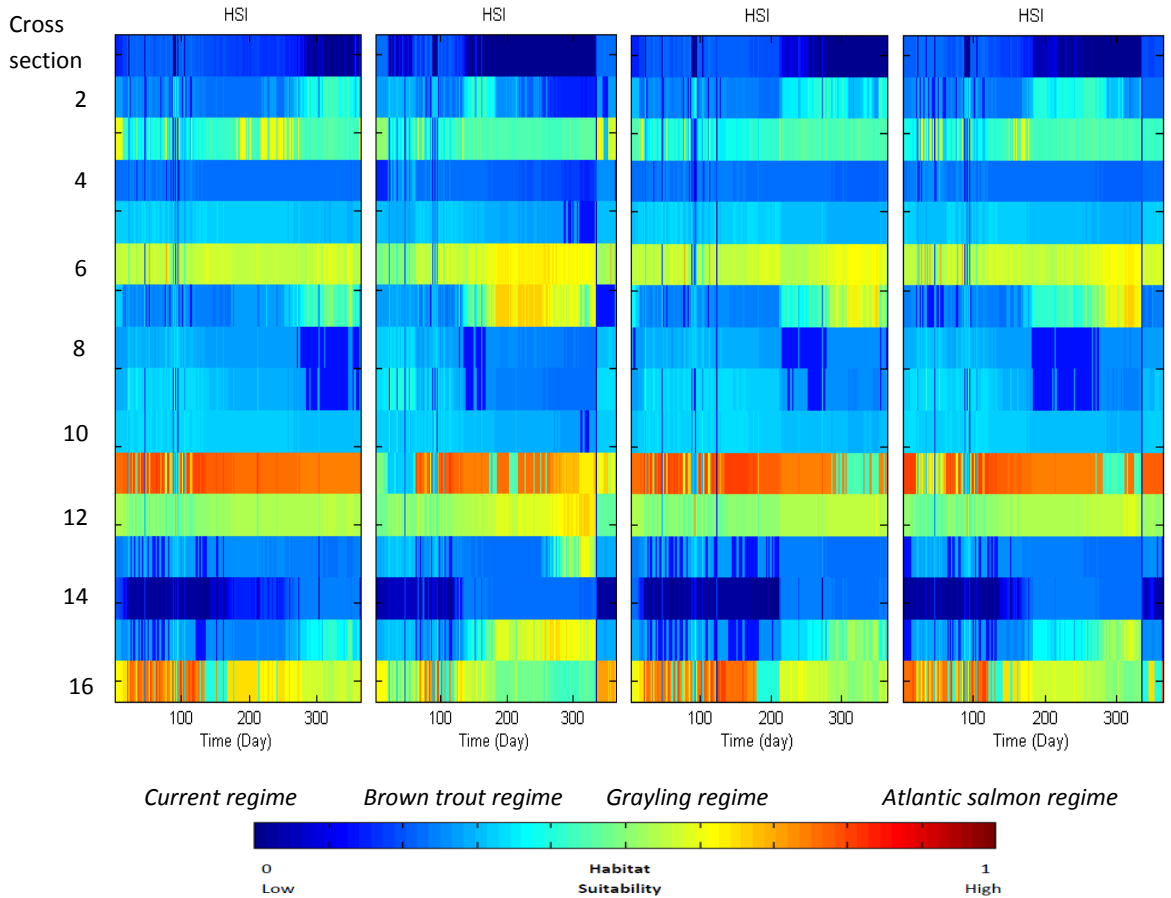 Cross
section
HSI HSI HSI HSI
2
4
6
8
10
12
14
16
100 200 300 100 200 300 100 200 300 100 200 300
Time (Day) Time (Day) Time (day) Time (Day)
Current regime Brown trout regime Grayling regime Atlantic salmon regime
0 Habitat 1
Low Suitability High